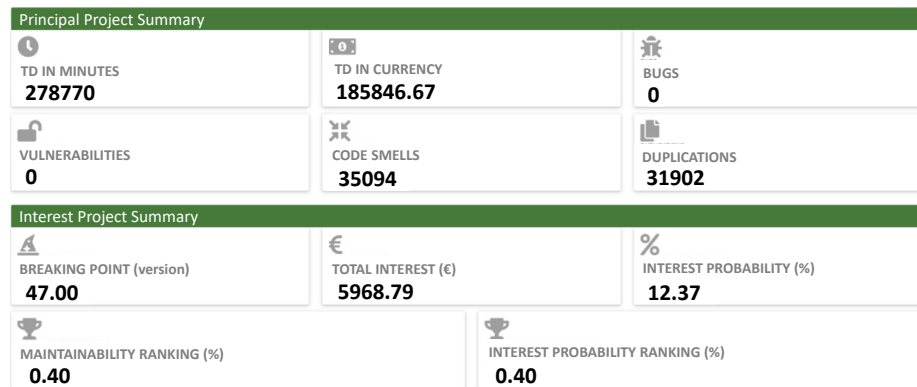 Principal Project Summary
TD IN MINUTES
278770
TD IN CURRENCY
185846.67
BUGS
0
VULNERABILITIES
0
CODE SMELLS
35094
DUPLICATIONS
31902
Interest Project Summary
BREAKING POINT (version)
47.00
€
TOTAL INTEREST (€)
5968.79
%
INTEREST PROBABILITY (%)
12.37
MAINTAINABILITY RANKING (%)
0.40
INTEREST PROBABILITY RANKING (%)
0.40